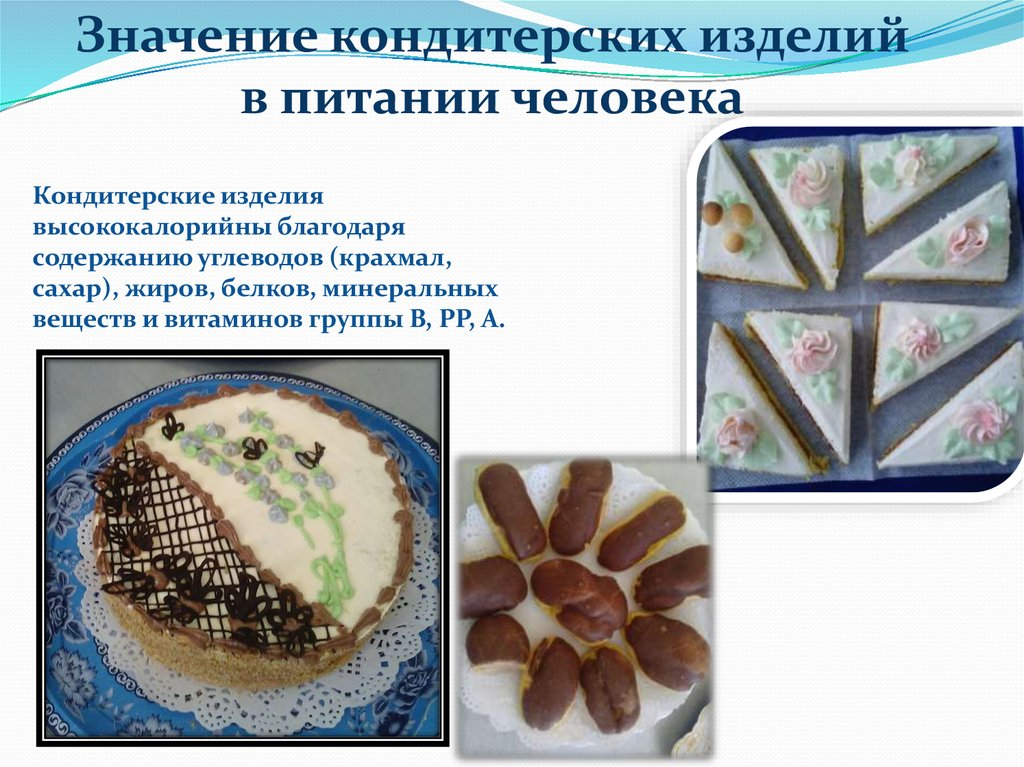 Значение кондитерских изделий
в питании человека
Кондитерские изделия
высококалорийны благодаря
содержанию углеводов (крахмал,
сахар), жиров, белков, минеральных
веществ и витаминов группы В, РР, А.